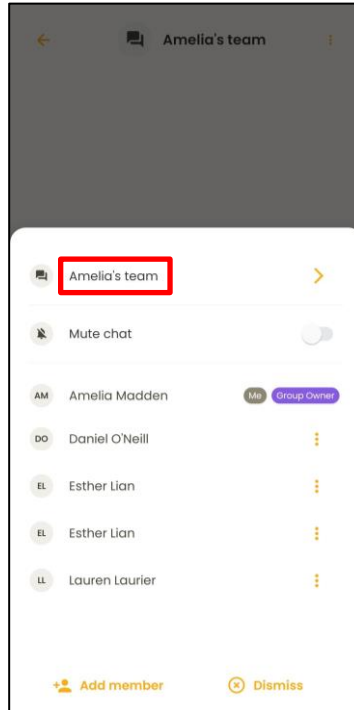 Amelia's team
Amelia's team
Mute chat
AM Amelia Madden Me Group Owner
DO Daniel O'Neill
EL Esther Lian
EL Esther Lian
LL Lauren Laurier
Add member Dismiss